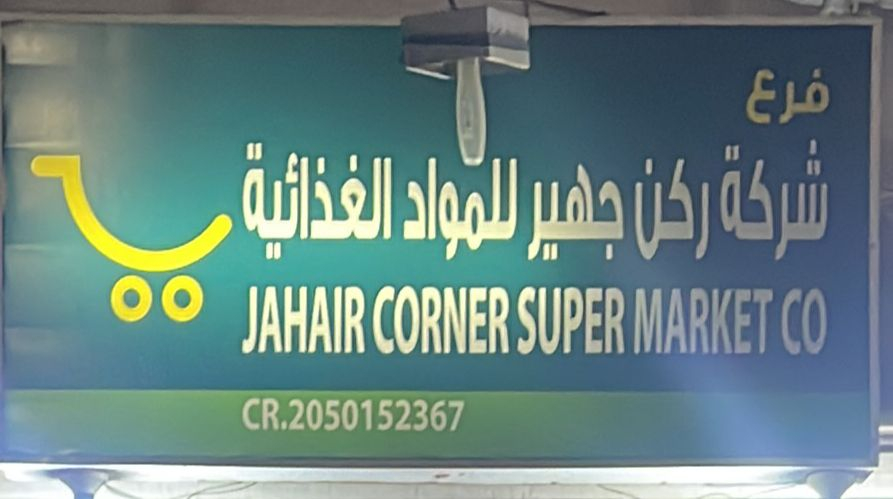 فرع
شركة ركن جهير للمواد الغذائية
JAHAIR CORNER SUPER MARKET CO
CR.2050152367